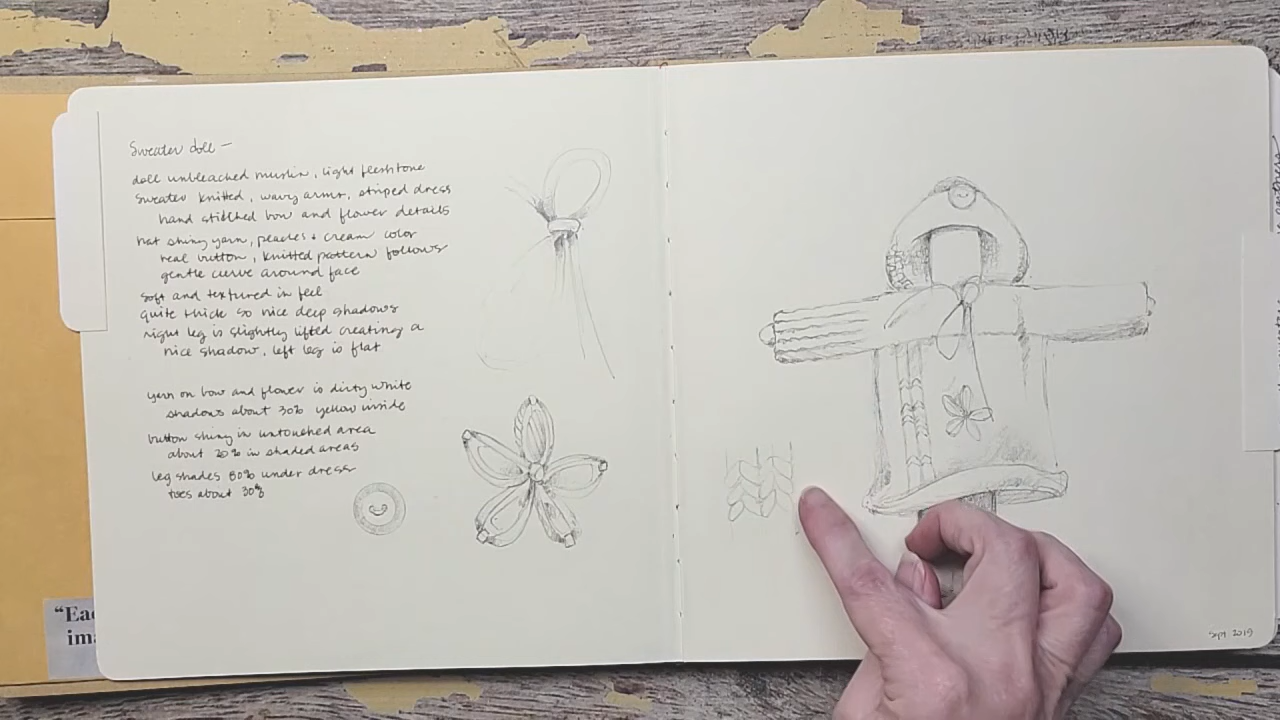 Sweater doll –
doll unbleached muslin, light fleshtone
sweater knitted, wavy arms, striped dress
hand stitched bow and flower details
hat shiny yarn, peaches + cream color
real button, knitted pattern follows
gentle curve around face
soft and textured in feel
quite thick so nice deep shadows
right leg is slightly lifted creating a
nice shadow, left leg is flat
yarn on bow and flower is dirty white
shadows about 30% yellow inside
button shiny in untouched area
about 20% in shaded areas
leg shades 80% under dress
toes about 30%
"Eac
ima
Sept 2019